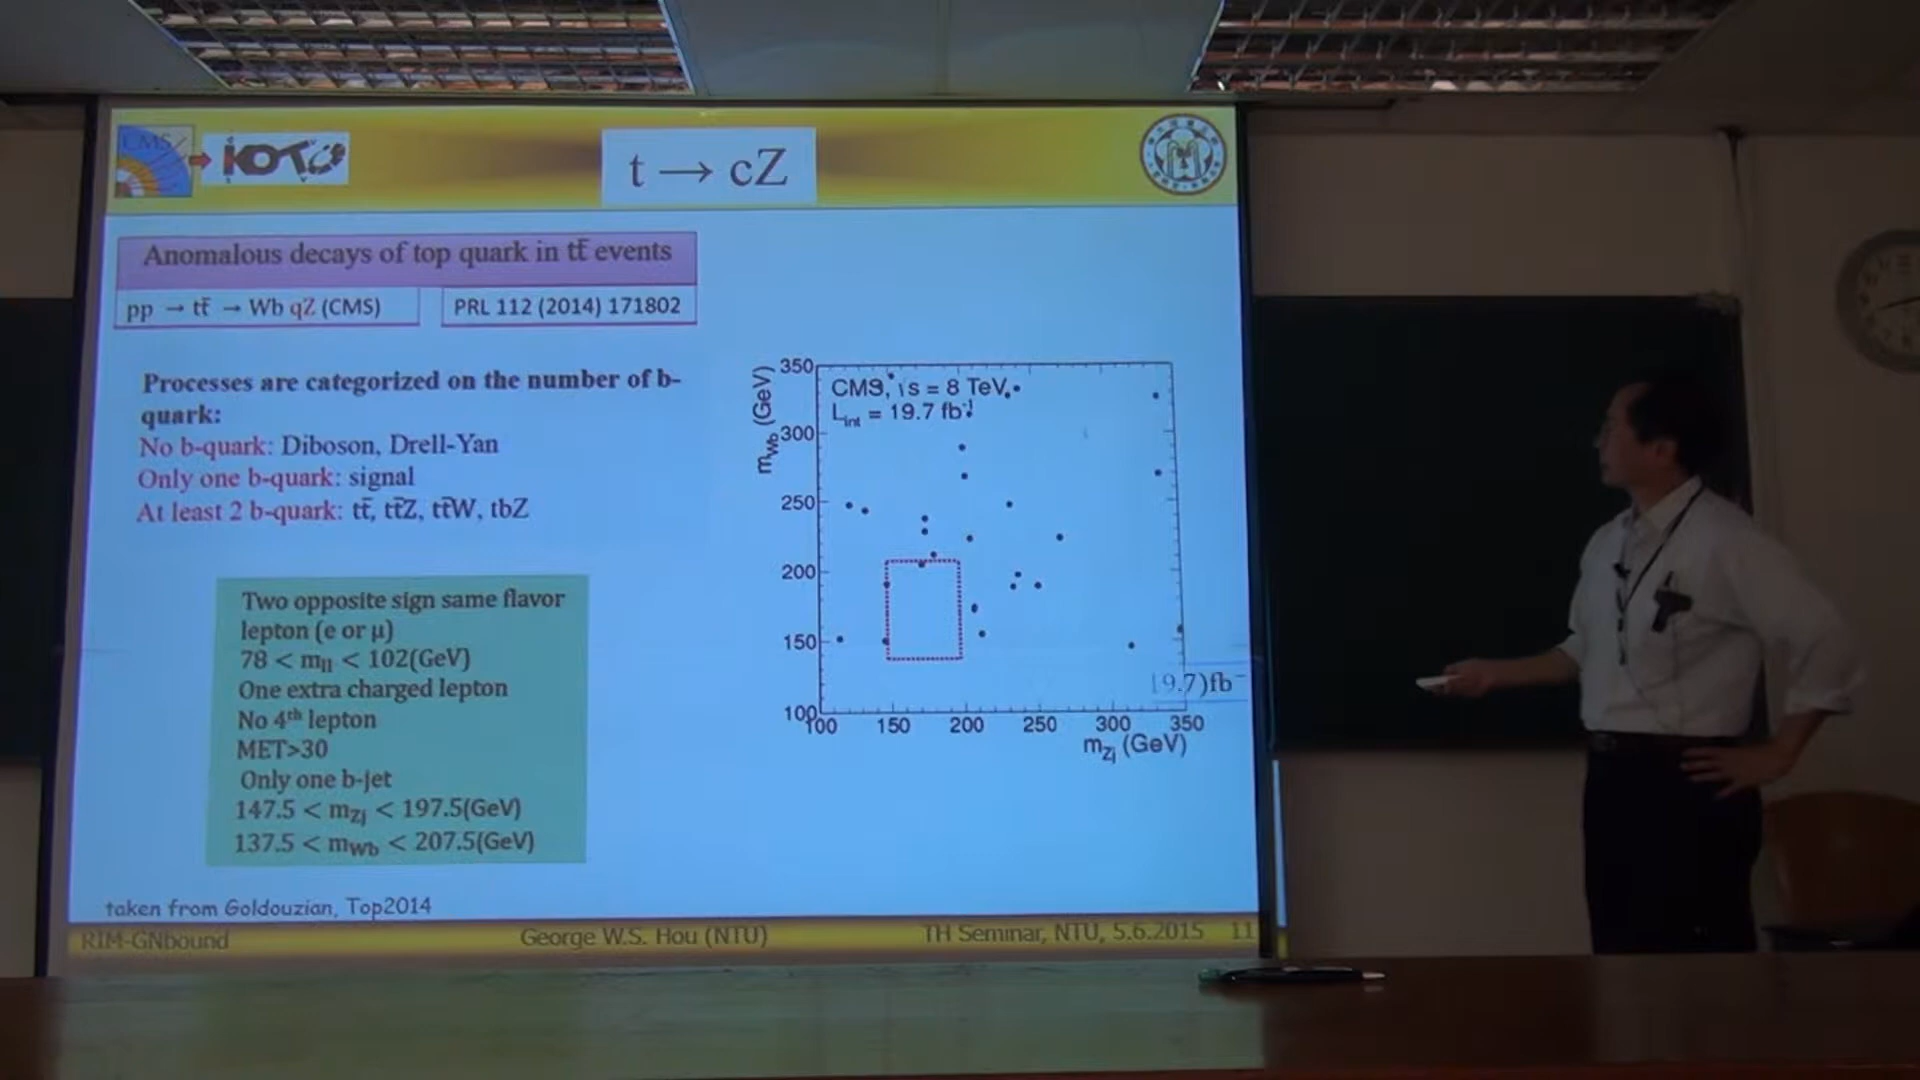 CMS
KOTO
t → cZ
Anomalous decays of top quark in tt̄ events
pp → tt̄ → Wb qZ (CMS)
PRL 112 (2014) 171802
Processes are categorized on the number of b-
quark:
No b-quark: Diboson, Drell-Yan
Only one b-quark: signal
At least 2 b-quark: tt̄, tt̄Z, tt̄W, tbZ
Two opposite sign same flavor
lepton (e or μ)
78 < mll < 102(GeV)
One extra charged lepton
No 4th lepton
MET>30
Only one b-jet
147.5 < mZj < 197.5(GeV)
137.5 < mWb < 207.5(GeV)
taken from Goldouzian, Top2014
mWb (GeV)
350
300
250
200
150
100
CMS, √s = 8 TeV
Lint = 19.7 fb-1
19.7)fb−
100 150 200 250 300 350
mZj (GeV)
RIM-GNbound
George W.S. Hou (NTU)
TH Seminar, NTU, 5.6.2015 11